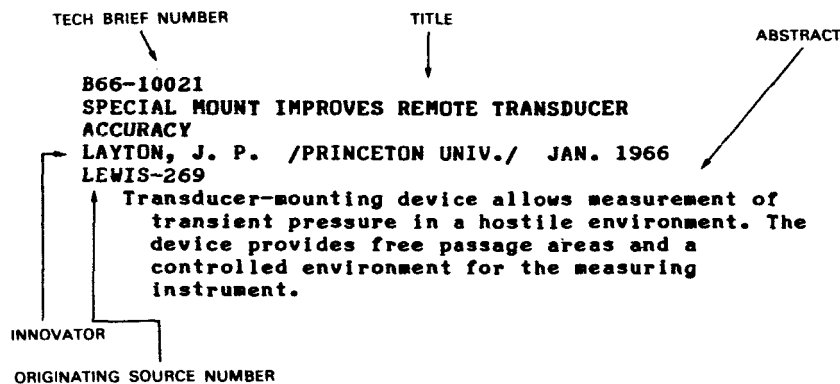 TECH BRIEF NUMBER
TITLE
ABSTRACT
B66-10021
SPECIAL MOUNT IMPROVES REMOTE TRANSDUCER
ACCURACY
LAYTON, J. P. /PRINCETON UNIV./ JAN. 1966
LEWIS-269
Transducer-mounting device allows measurement of
transient pressure in a hostile environment. The
device provides free passage areas and a
controlled environment for the measuring
instrument.
INNOVATOR
ORIGINATING SOURCE NUMBER